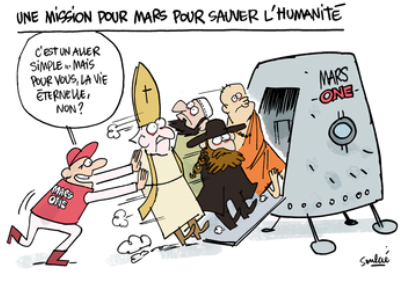 UNE MISSION POUR MARS POUR SAUVER L'HUMANITÉ
C'EST UN ALLER
SIMPLE... MAIS
POUR VOUS, LA VIE
ÉTERNELLE,
NON?
MARS
ONE
MARS
ONE
Soulcié